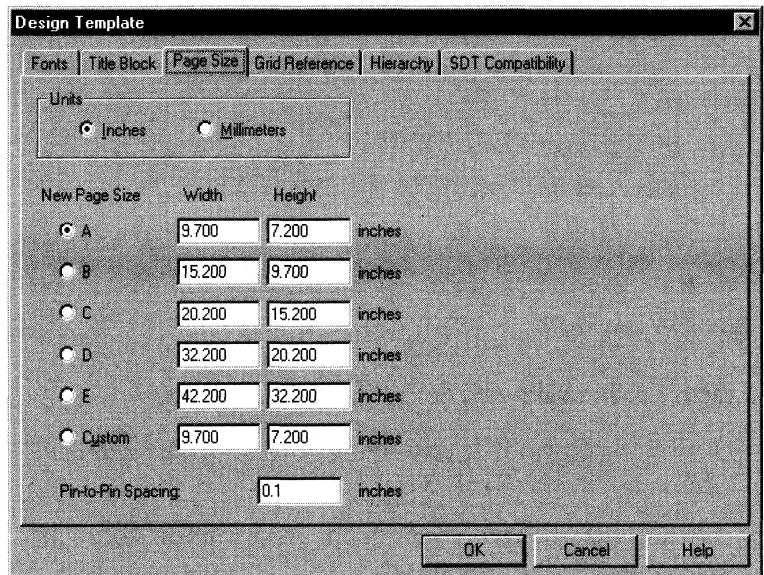 Design Template
Fonts Title Block Page Size Grid Reference Hierarchy SDT Compatibility
Units
Inches Millimeters
New Page Size Width Height
A 9.700 7.200 inches
B 15.200 9.700 inches
C 20.200 15.200 inches
D 32.200 20.200 inches
E 42.200 32.200 inches
Custom 9.700 7.200 inches
Pin-to-Pin Spacing: 0.1 inches
OK Cancel Help